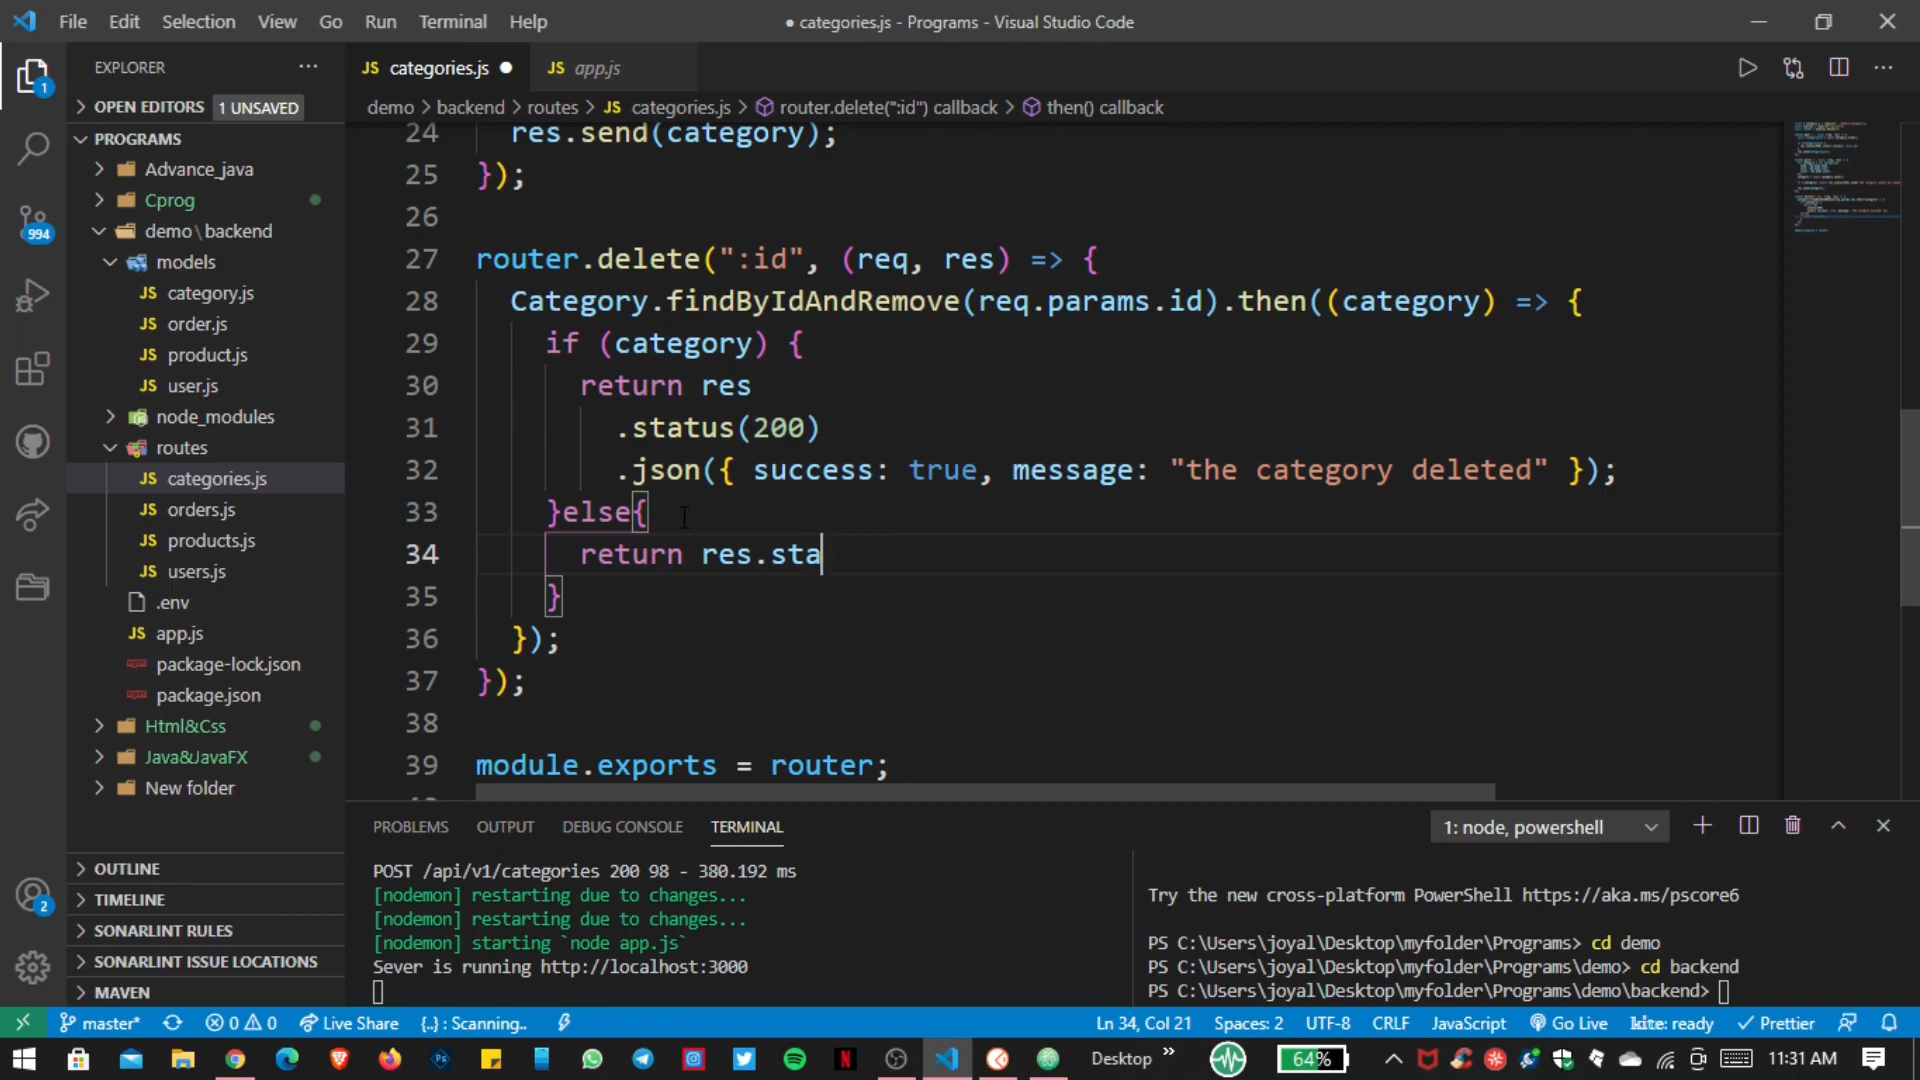 File Edit Selection View Go Run Terminal Help
● categories.js - Programs - Visual Studio Code
EXPLORER ···
JS categories.js ● JS app.js
OPEN EDITORS 1 UNSAVED
demo > backend > routes > JS categories.js > router.delete(":id") callback > then() callback
PROGRAMS
Advance_java
Cprog
demo\backend
models
JS category.js
JS order.js
JS product.js
JS user.js
node_modules
routes
JS categories.js
JS orders.js
JS products.js
JS users.js
.env
JS app.js
package-lock.json
package.json
Html&Css
Java&JavaFX
New folder
OUTLINE
TIMELINE
SONARLINT RULES
SONARLINT ISSUE LOCATIONS
MAVEN
1
994
2
24 res.send(category);
25 });
26
27 router.delete(":id", (req, res) => {
28 Category.findByIdAndRemove(req.params.id).then((category) => {
29 if (category) {
30 return res
31 .status(200)
32 .json({ success: true, message: "the category deleted" });
33 }else{
34 return res.sta
35 }
36 });
37 });
38
39 module.exports = router;
PROBLEMS OUTPUT DEBUG CONSOLE TERMINAL
1: node, powershell
POST /api/v1/categories 200 98 - 380.192 ms
[nodemon] restarting due to changes...
[nodemon] restarting due to changes...
[nodemon] starting `node app.js`
Sever is running http://localhost:3000
Try the new cross-platform PowerShell https://aka.ms/pscore6
PS C:\Users\joyal\Desktop\myfolder\Programs> cd demo
PS C:\Users\joyal\Desktop\myfolder\Programs\demo> cd backend
PS C:\Users\joyal\Desktop\myfolder\Programs\demo\backend>
master* 0 0 Live Share {..} : Scanning.. Ln 34, Col 21 Spaces: 2 UTF-8 CRLF JavaScript Go Live kite: ready Prettier
Desktop » 64% 11:31 AM